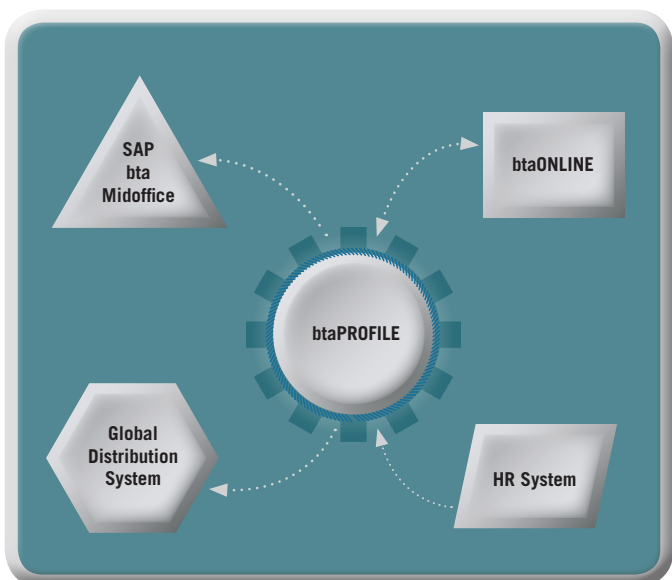 SAP
bta
Midoffice
btaONLINE
btaPROFILE
Global
Distribution
System
HR System